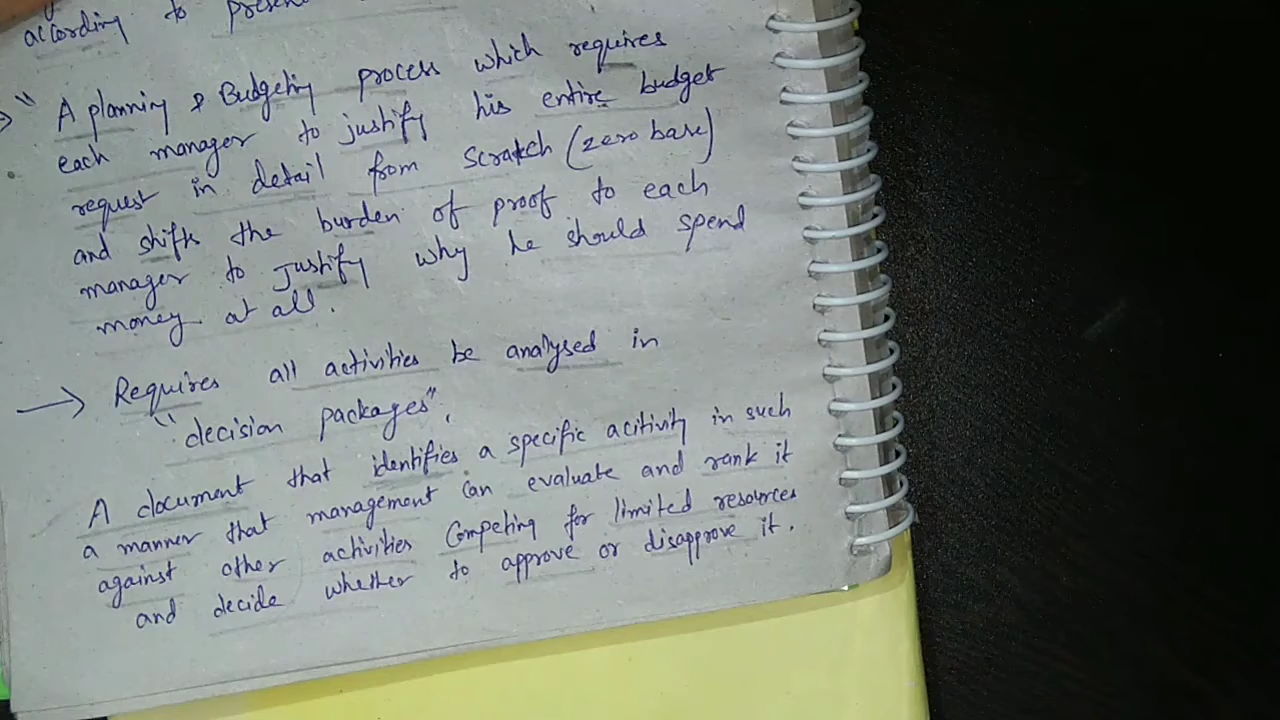 according to present
→ " A planning & Budgeting process which requires
each manager to justify his entire budget
request in detail from scratch (zero base)
and shifts the burden of proof to each
manager to justify why he should spend
money at all.
→ Requires all activities be analysed in
"decision packages".
A document that identifies a specific acitivity in such
a manner that management can evaluate and rank it
against other activities Competing for limited resources
and decide whether to approve or disapprove it.